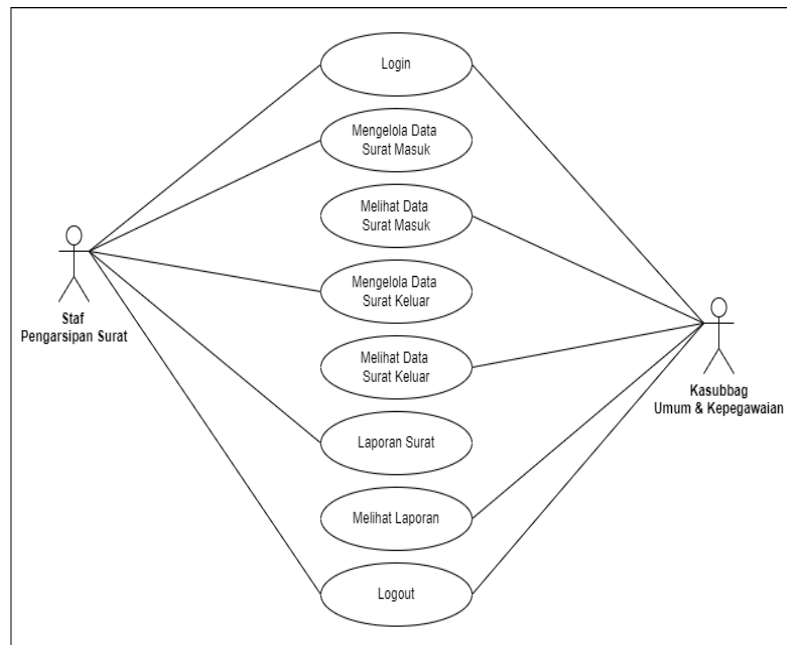 Login
Mengelola Data
Surat Masuk
Melihat Data
Surat Masuk
Mengelola Data
Surat Keluar
Melihat Data
Surat Keluar
Laporan Surat
Melihat Laporan
Logout
Staf
Pengarsipan Surat
Kasubbag
Umum & Kepegawaian